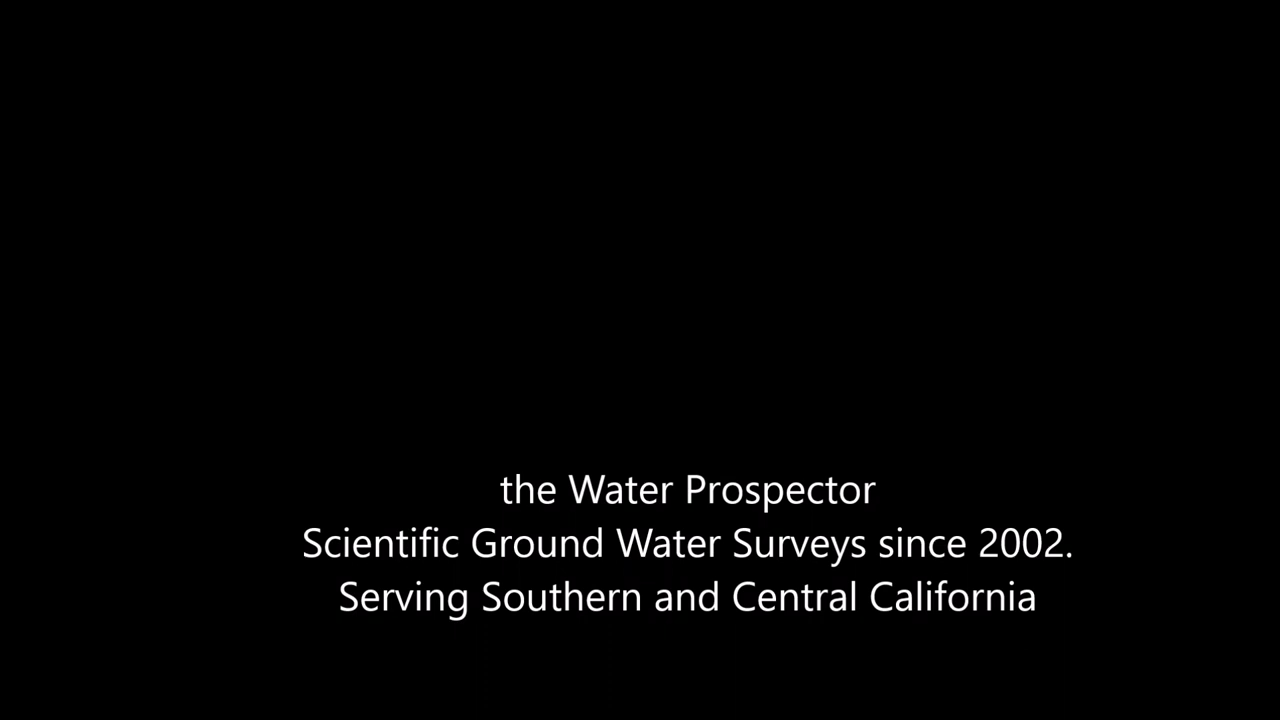 the Water Prospector
Scientific Ground Water Surveys since 2002.
Serving Southern and Central California